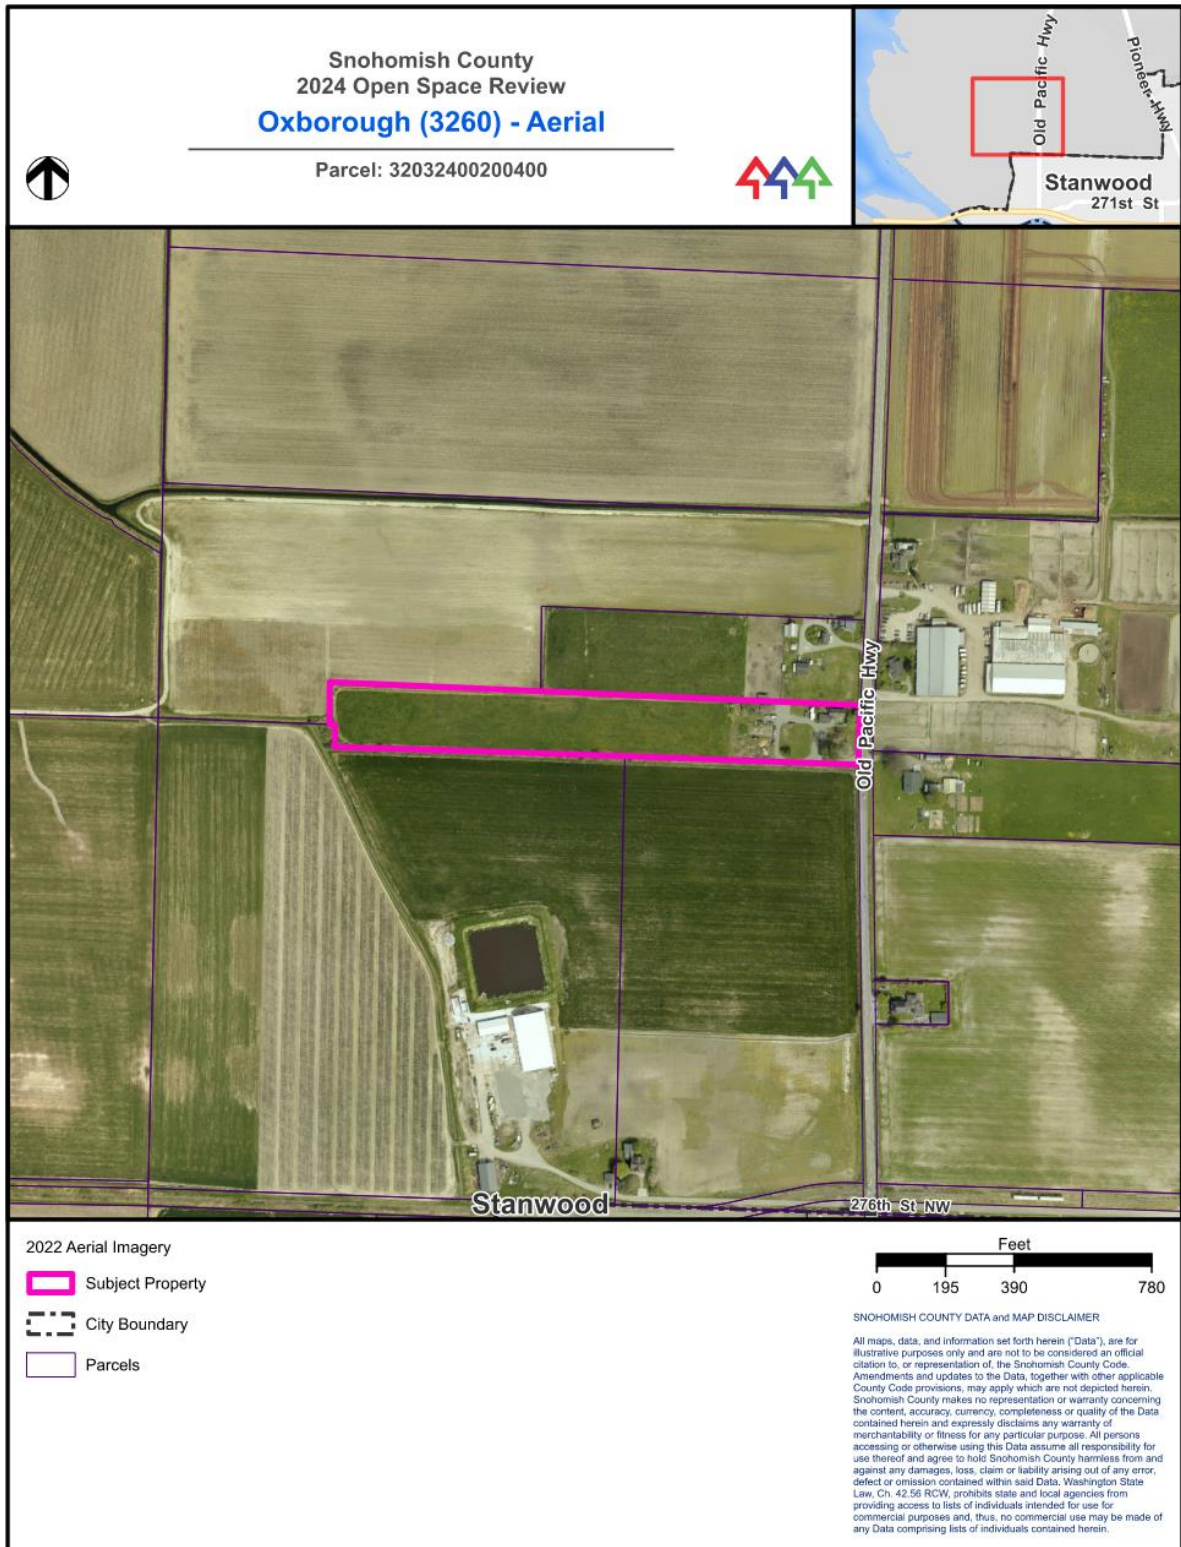 Snohomish County
2024 Open Space Review
Oxborough (3260) - Aerial
Parcel: 32032400200400
Old Pacific Hwy
Pioneer Hwy
Stanwood
271st St
Old Pacific Hwy
Stanwood
276th St NW
2022 Aerial Imagery
Subject Property
City Boundary
Parcels
Feet
0 195 390 780
SNOHOMISH COUNTY DATA and MAP DISCLAIMER
All maps, data, and information set forth herein ("Data"), are for
illustrative purposes only and are not to be considered an official
citation to, or representation of, the Snohomish County Code.
Amendments and updates to the Data, together with other applicable
County Code provisions, may apply which are not depicted herein.
Snohomish County makes no representation or warranty concerning
the content, accuracy, currency, completeness or quality of the Data
contained herein and expressly disclaims any warranty of
merchantability or fitness for any particular purpose. All persons
accessing or otherwise using this Data assume all responsibility for
use thereof and agree to hold Snohomish County harmless from and
against any damages, loss, claim or liability arising out of any error,
defect or omission contained within said Data. Washington State
Law, Ch. 42.56 RCW, prohibits state and local agencies from
providing access to lists of individuals intended for use for
commercial purposes and, thus, no commercial use may be made of
any Data comprising lists of individuals contained herein.